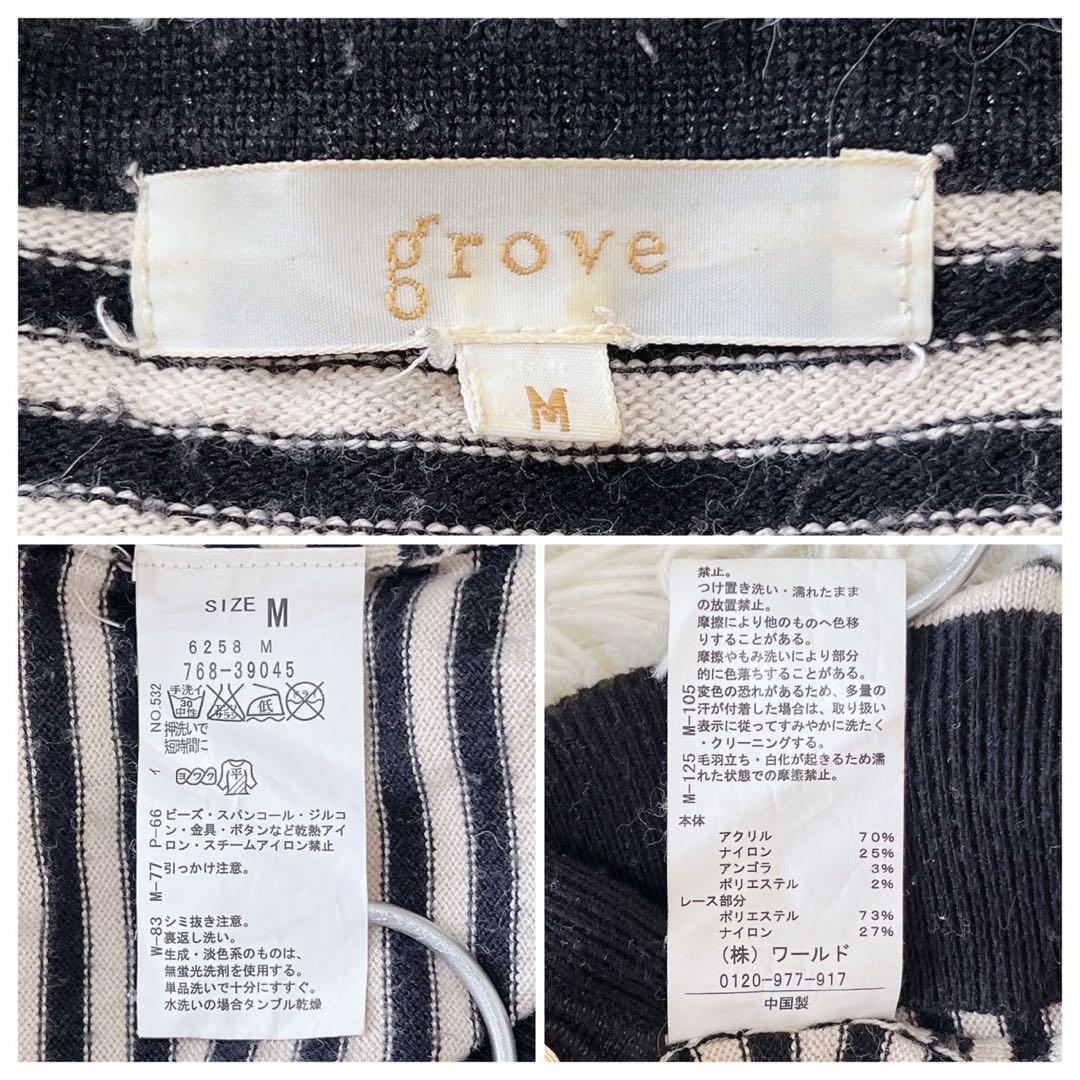 grove
M
SIZE M
6258 M
768-39045
NO.532
手洗イ
30
中性
エンソ
サラシ
低
ドライ
押洗いで
短時間に
イ
ヨワク
平
P-66 ビーズ・スパンコール・ジルコ
ン・金具・ボタンなど乾熱アイ
ロン・スチームアイロン禁止
M-77 引っかけ注意。
W-83 シミ抜き注意。
裏返し洗い。
生成・淡色系のものは、
無蛍光洗剤を使用する。
単品洗いで十分にすすぐ。
水洗いの場合タンブル乾燥
禁止。
つけ置き洗い・濡れたまま
の放置禁止。
摩擦により他のものへ色移
りすることがある。
摩擦やもみ洗いにより部分
的に色落ちすることがある。
M-105 変色の恐れがあるため、多量の
汗が付着した場合は、取り扱い
表示に従ってすみやかに洗たく
・クリーニングする。
M-125 毛羽立ち・白化が起きるため濡
れた状態での摩擦禁止。
本体
アクリル 70%
ナイロン 25%
アンゴラ 3%
ポリエステル 2%
レース部分
ポリエステル 73%
ナイロン 27%
(株)ワールド
0120-977-917
中国製